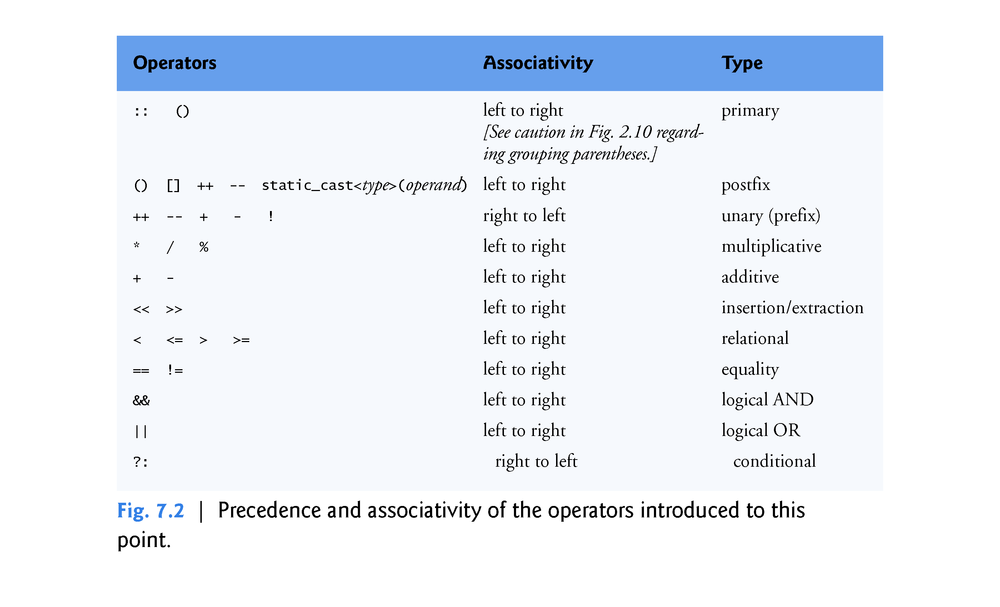 Operators Associativity Type
:: () left to right primary
[See caution in Fig. 2.10 regard-
ing grouping parentheses.]
() [] ++ -- static_cast<type>(operand) left to right postfix
++ -- + - ! right to left unary (prefix)
* / % left to right multiplicative
+ - left to right additive
<< >> left to right insertion/extraction
< <= > >= left to right relational
== != left to right equality
&& left to right logical AND
|| left to right logical OR
?: right to left conditional
Fig. 7.2 | Precedence and associativity of the operators introduced to this
point.